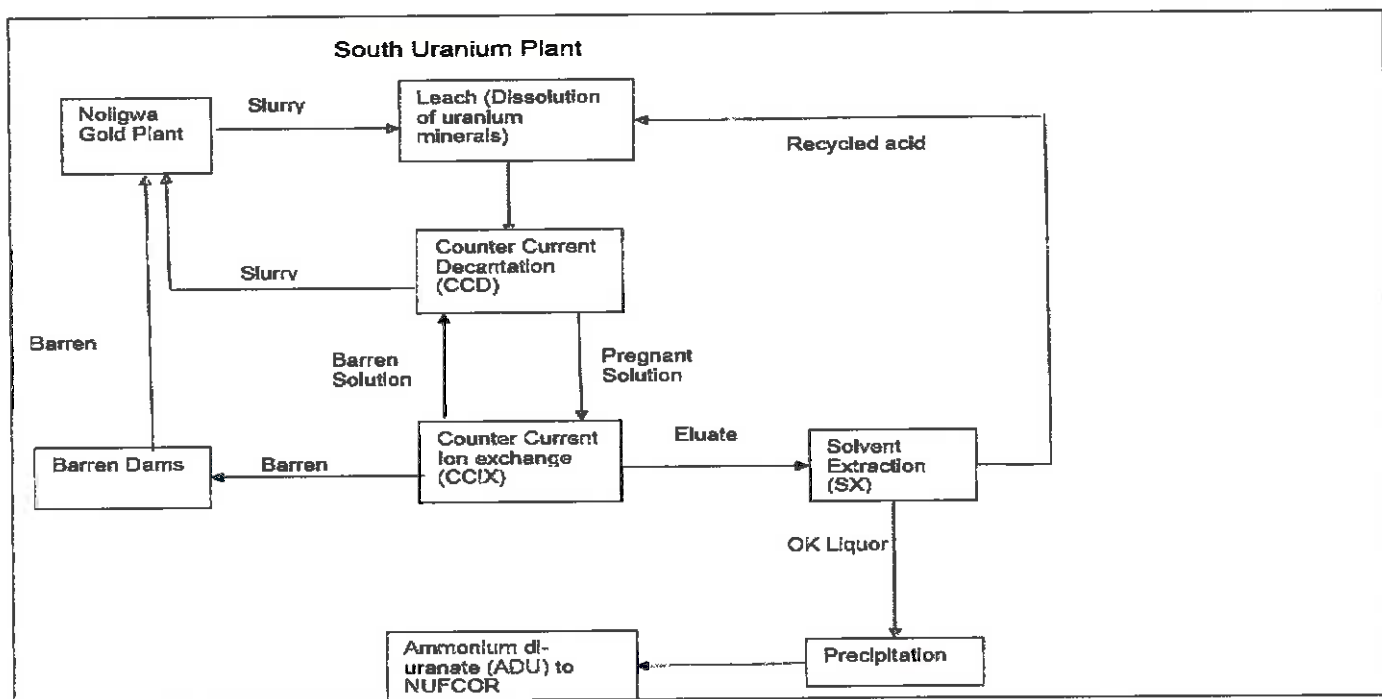 South Uranium Plant
Noligwa
Gold Plant
Slurry
Leach (Dissolution
of uranium
minerals)
Recycled acid
Counter Current
Decantation
(CCD)
Slurry
Barren
Barren
Solution
Pregnant
Solution
Barren Dams
Barren
Counter Current
Ion exchange
(CCIX)
Eluate
Solvent
Extraction
(SX)
OK Liquor
Ammonium di-
uranate (ADU) to
NUFCOR
Precipitation